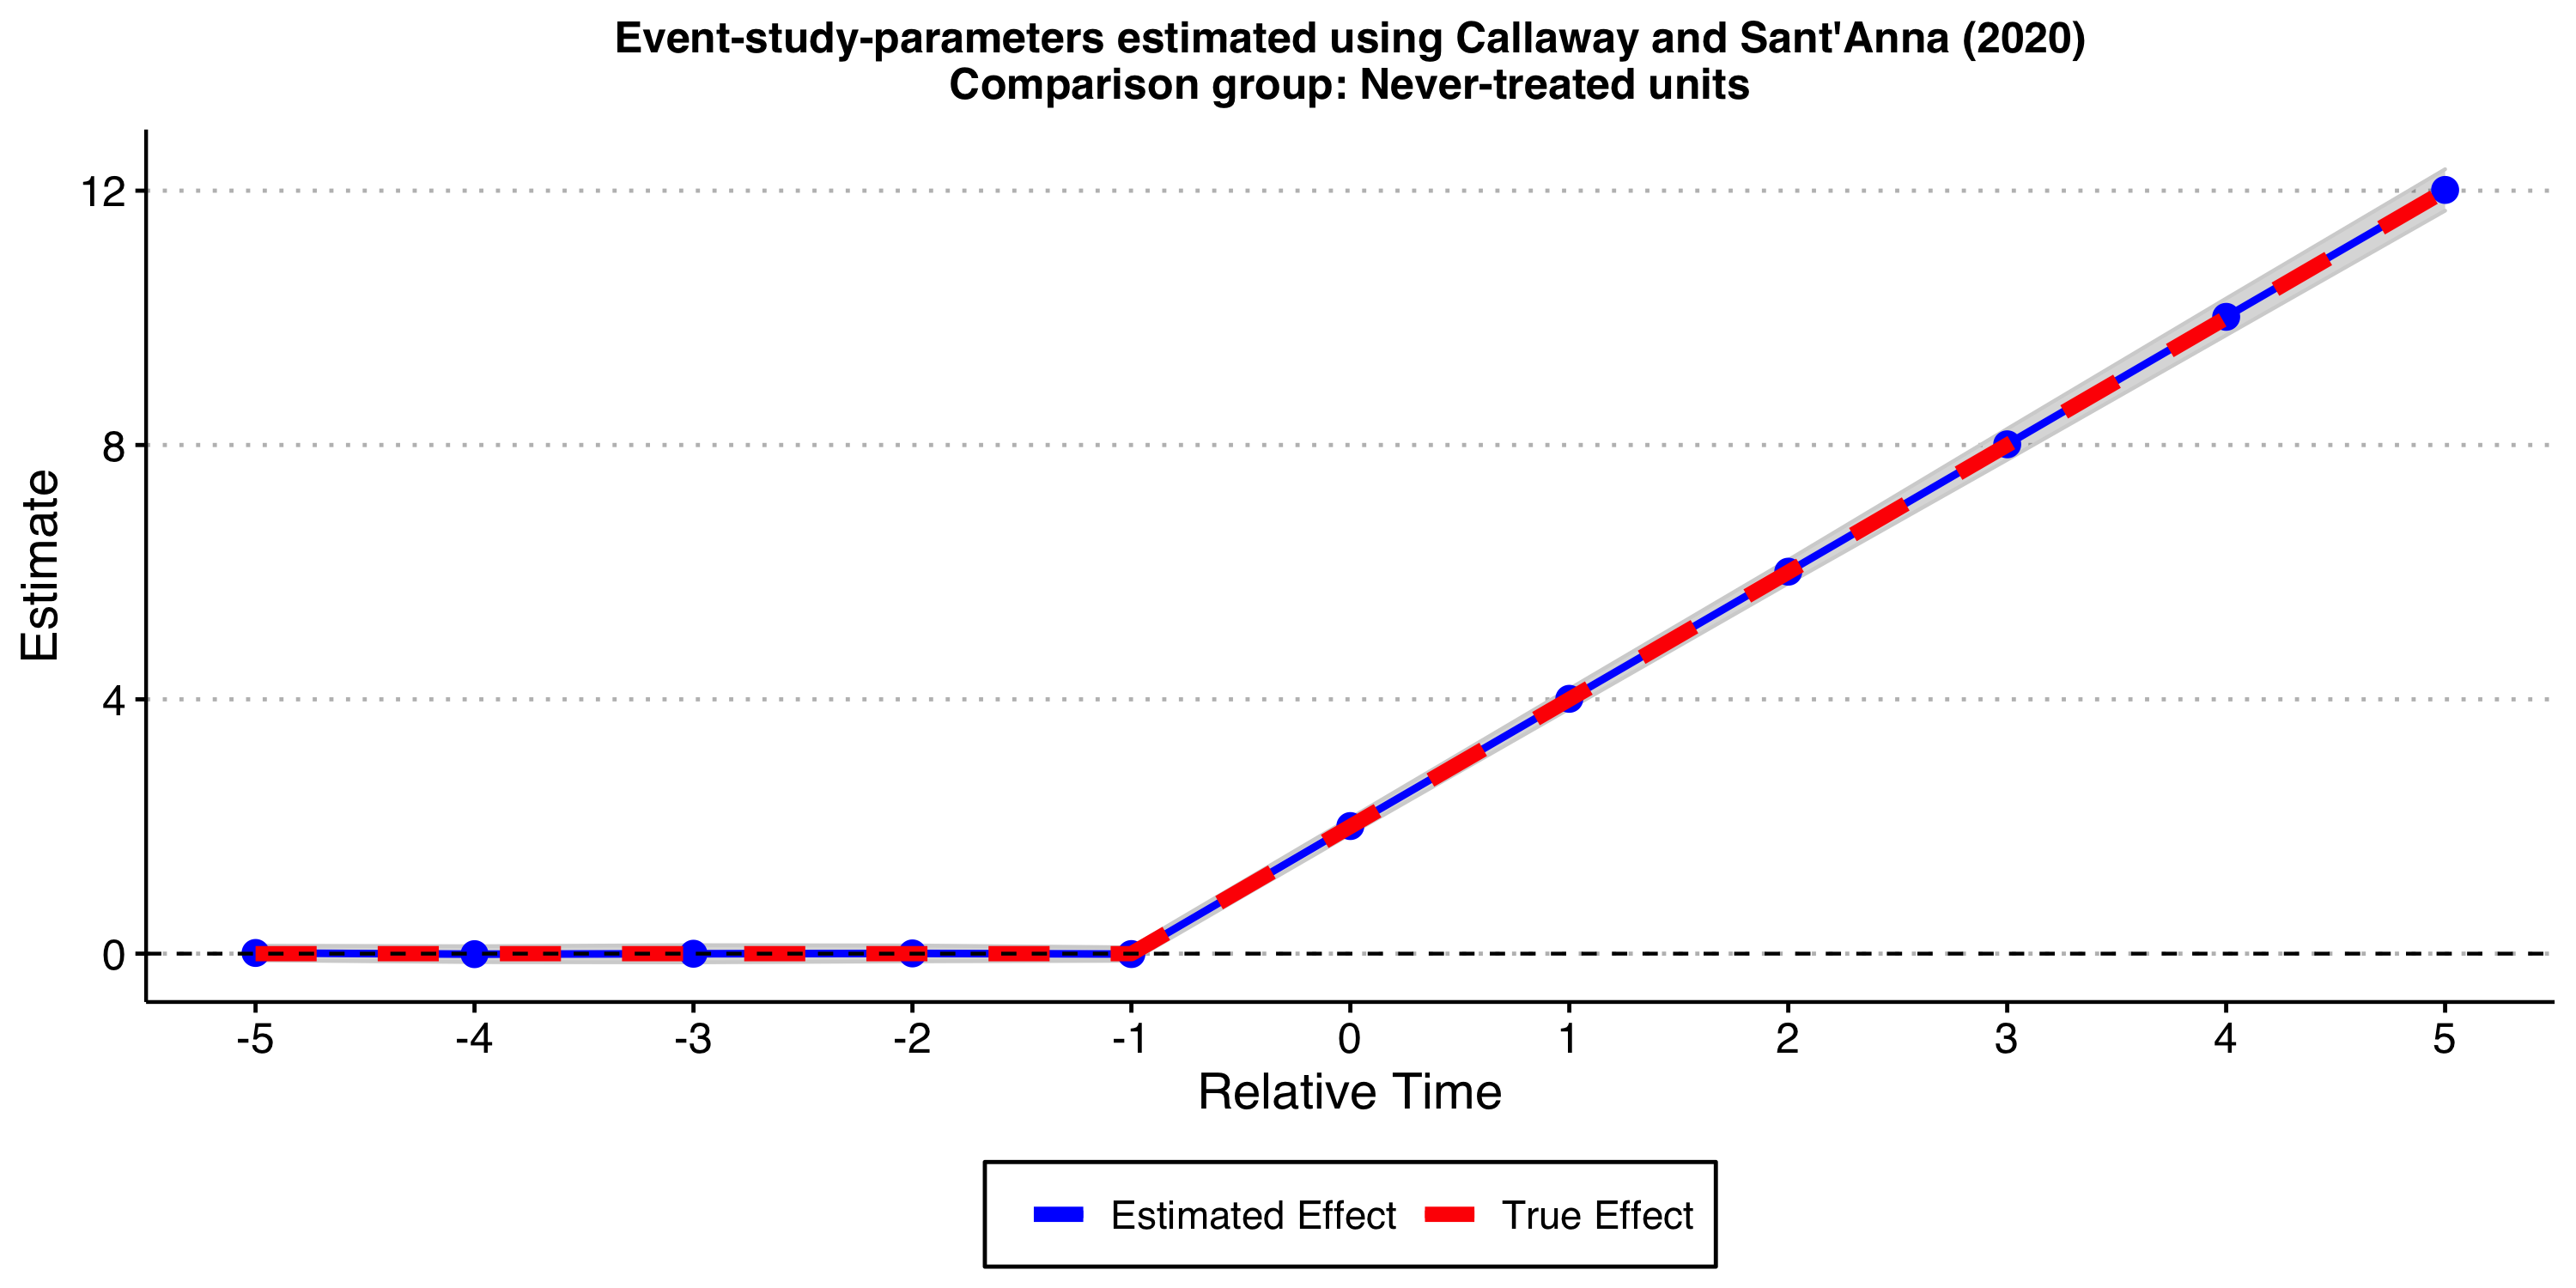 Event-study-parameters estimated using Callaway and Sant'Anna (2020)
Comparison group: Never-treated units
12
8
4
0
Estimate
-5 -4 -3 -2 -1 0 1 2 3 4 5
Relative Time
Estimated Effect True Effect